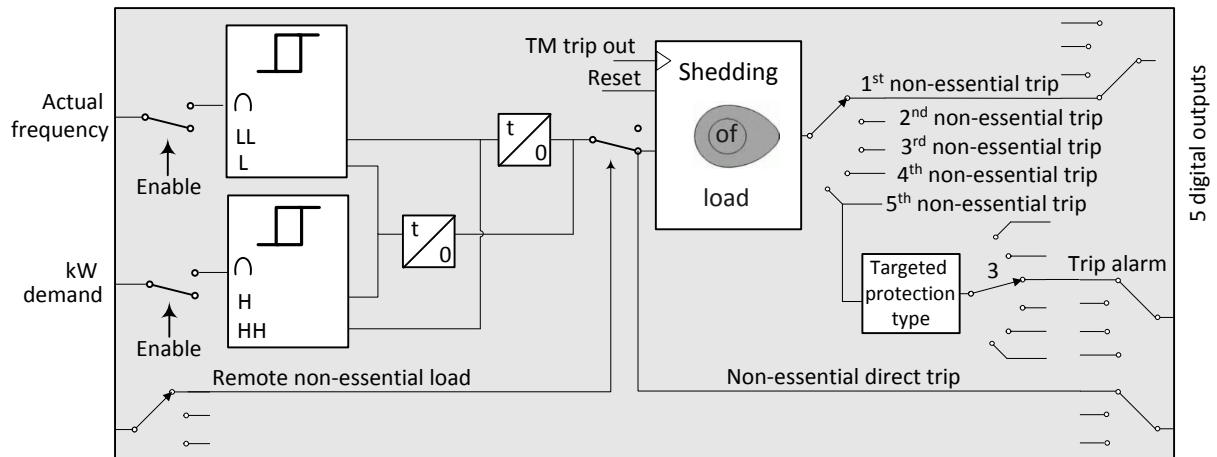 Actual
frequency
Enable
∩
LL
L
kW
demand
Enable
∩
H
HH
Remote non-essential load
t
0
t
0
TM trip out
Reset
Shedding
of
load
1st non-essential trip
2nd non-essential trip
3rd non-essential trip
4th non-essential trip
5th non-essential trip
Targeted
protection
type
3
Trip alarm
Non-essential direct trip
5 digital outputs